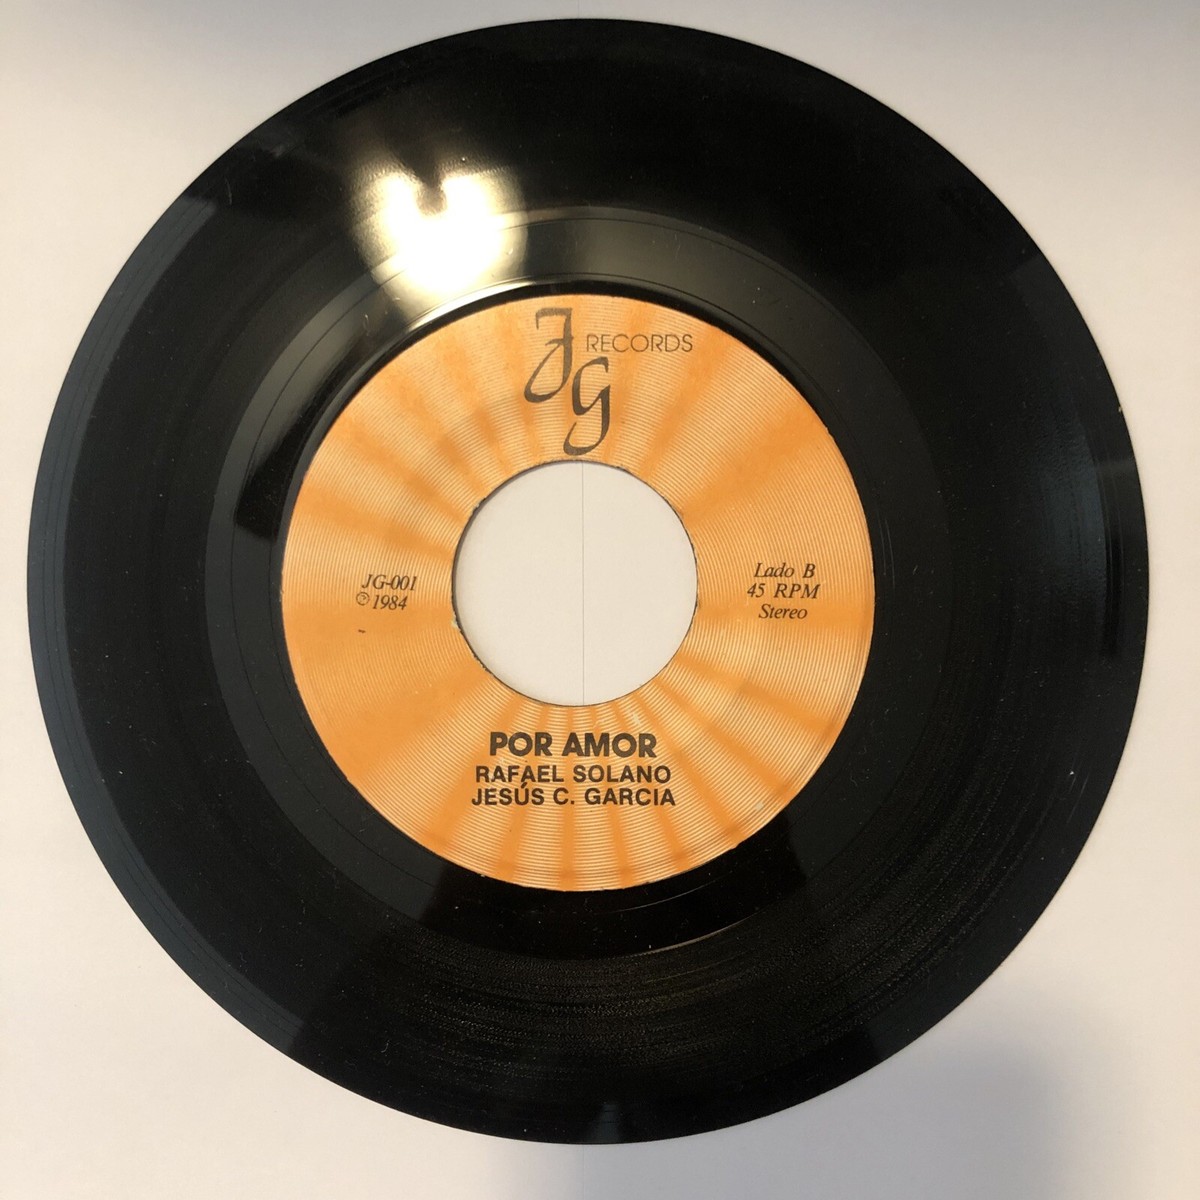 JG RECORDS
JG-001
℗1984
Lado B
45 RPM
Stereo
POR AMOR
RAFAEL SOLANO
JESÚS C. GARCIA